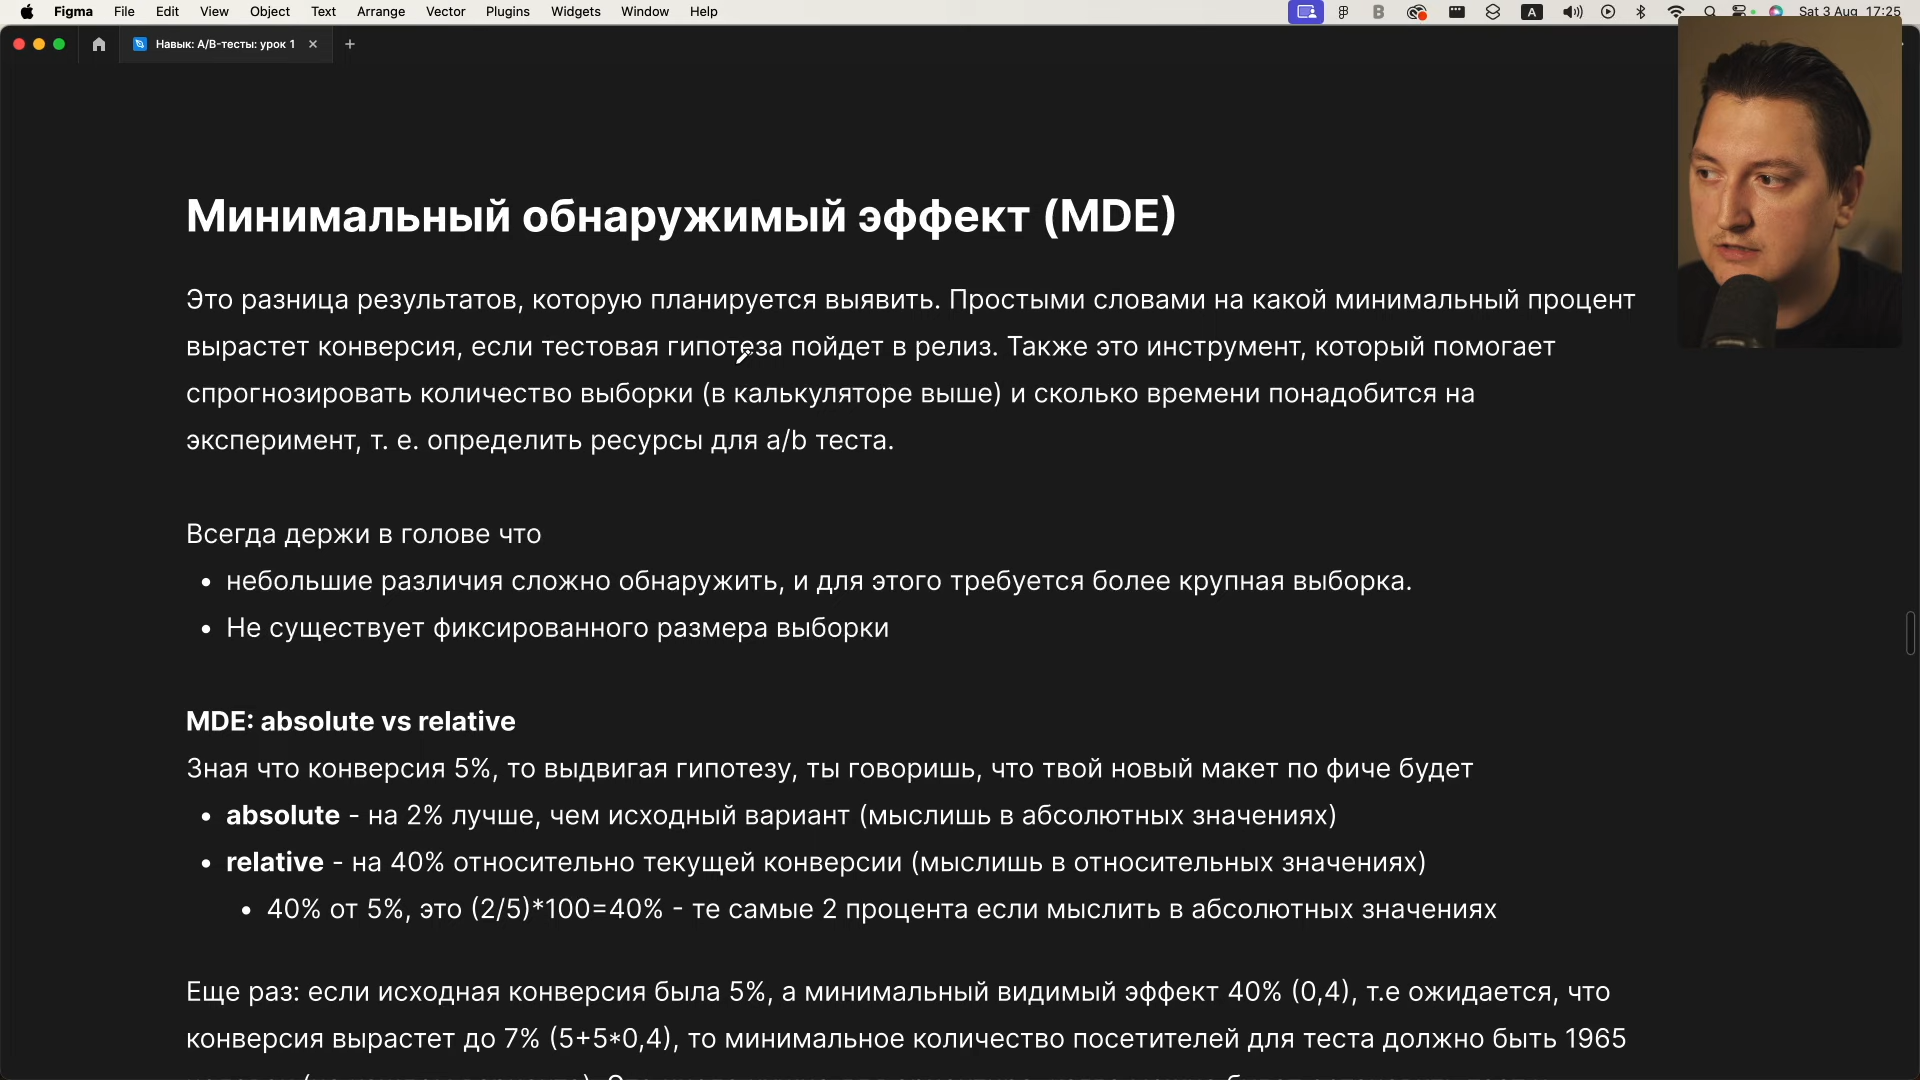 Figma File Edit View Object Text Arrange Vector Plugins Widgets Window Help A Sat 3 Aug 17:25
Навык: A/B-тесты: урок 1
Минимальный обнаружимый эффект (MDE)
Это разница результатов, которую планируется выявить. Простыми словами на какой минимальный процент
вырастет конверсия, если тестовая гипотеза пойдет в релиз. Также это инструмент, который помогает
спрогнозировать количество выборки (в калькуляторе выше) и сколько времени понадобится на
эксперимент, т. е. определить ресурсы для a/b теста.
Всегда держи в голове что
• небольшие различия сложно обнаружить, и для этого требуется более крупная выборка.
• Не существует фиксированного размера выборки
MDE: absolute vs relative
Зная что конверсия 5%, то выдвигая гипотезу, ты говоришь, что твой новый макет по фиче будет
• absolute - на 2% лучше, чем исходный вариант (мыслишь в абсолютных значениях)
• relative - на 40% относительно текущей конверсии (мыслишь в относительных значениях)
• 40% от 5%, это (2/5)*100=40% - те самые 2 процента если мыслить в абсолютных значениях
Еще раз: если исходная конверсия была 5%, а минимальный видимый эффект 40% (0,4), т.е ожидается, что
конверсия вырастет до 7% (5+5*0,4), то минимальное количество посетителей для теста должно быть 1965